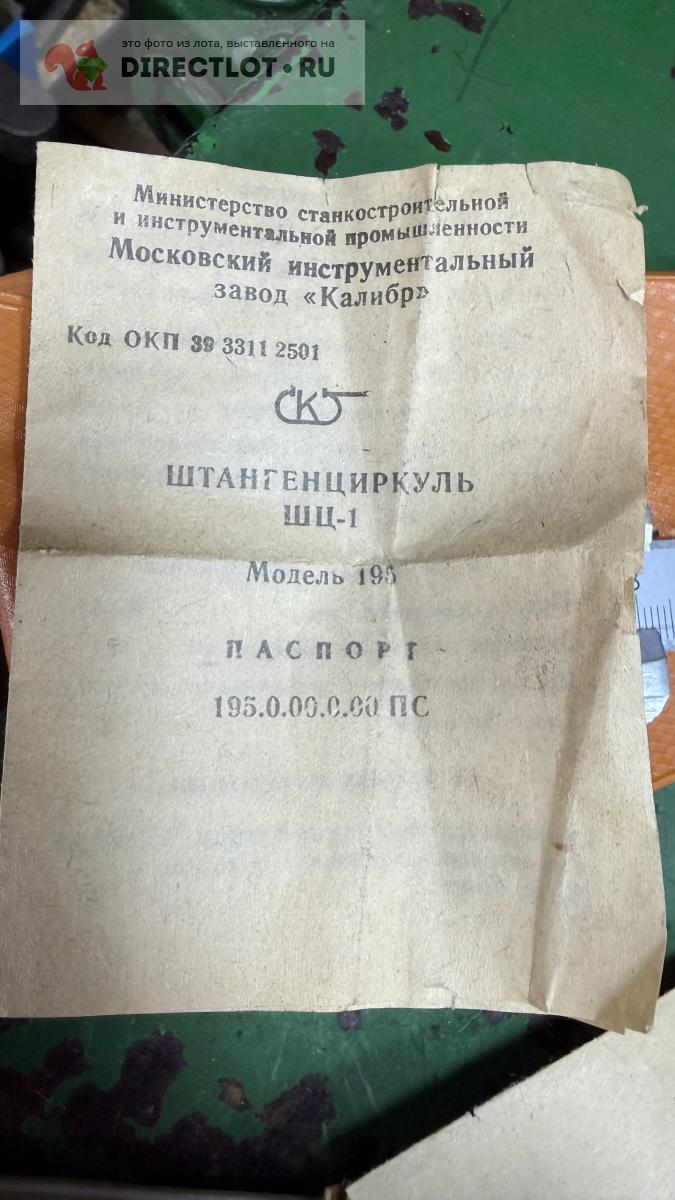 это фото из лота, выставленного на
DIRECTLOT.RU
Министерство станкостроительной
и инструментальной промышленности
Московский инструментальный
завод «Калибр»
Код ОКП 39 3311 2501
ШТАНГЕНЦИРКУЛЬ
ШЦ-1
Модель 195
ПАСПОРТ
195.0.00.0.00 ПС